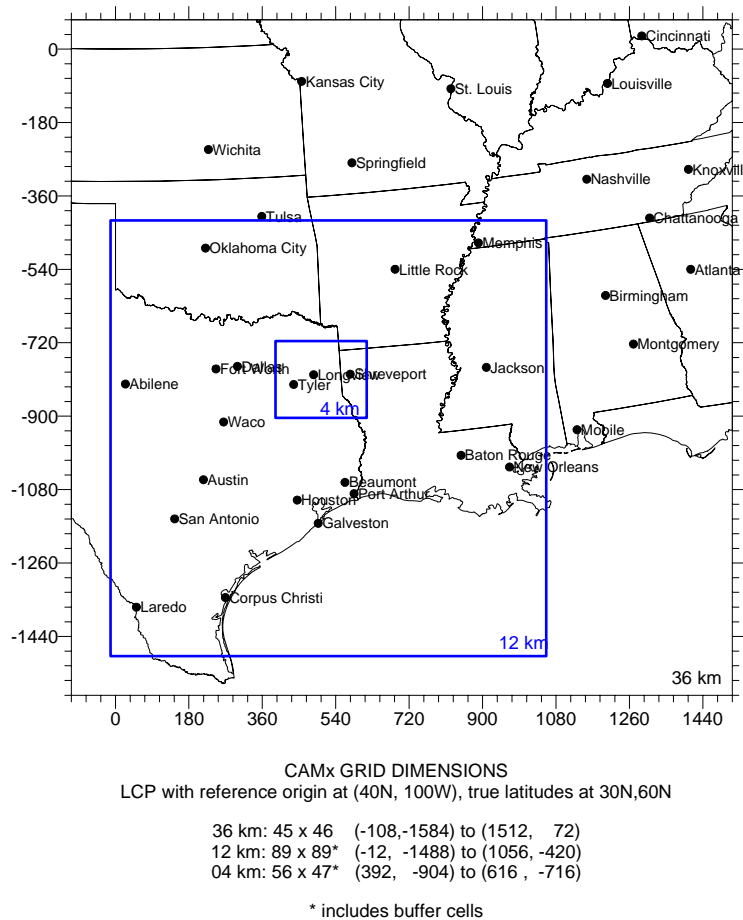 0
Cincinnati
Kansas City
St. Louis
Louisville
-180
Wichita
Springfield
Nashville
Knoxvill
-360
Tulsa
Chattanooga
Oklahoma City
Memphis
-540
Little Rock
Atlanta
Birmingham
-720
Montgomery
Dallas
Fort Worth
Longview
Shreveport
Jackson
Abilene
Tyler
4 km
-900
Waco
Mobile
Baton Rouge
New Orleans
-1080
Austin
Beaumont
Port Arthur
Houston
San Antonio
Galveston
-1260
Laredo
Corpus Christi
-1440
12 km
36 km
0 180 360 540 720 900 1080 1260 1440
CAMx GRID DIMENSIONS
LCP with reference origin at (40N, 100W), true latitudes at 30N,60N
36 km: 45 x 46 (-108,-1584) to (1512, 72)
12 km: 89 x 89* (-12, -1488) to (1056, -420)
04 km: 56 x 47* (392, -904) to (616 , -716)
* includes buffer cells